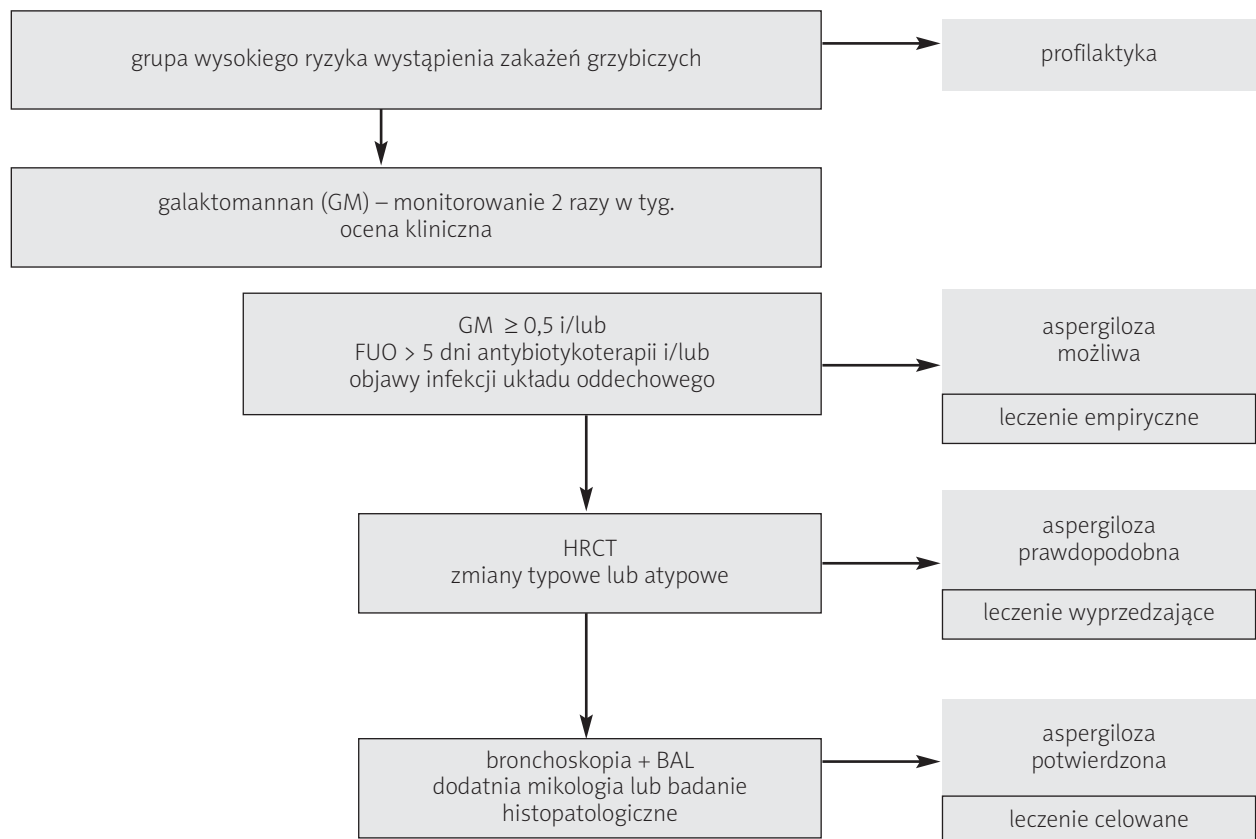 grupa wysokiego ryzyka wystąpienia zakażeń grzybiczych
profilaktyka
galaktomannan (GM) – monitorowanie 2 razy w tyg.
ocena kliniczna
GM ≥ 0,5 i/lub
FUO > 5 dni antybiotykoterapii i/lub
objawy infekcji układu oddechowego
aspergiloza
możliwa
leczenie empiryczne
HRCT
zmiany typowe lub atypowe
aspergiloza
prawdopodobna
leczenie wyprzedzające
bronchoskopia + BAL
dodatnia mikologia lub badanie
histopatologiczne
aspergiloza
potwierdzona
leczenie celowane